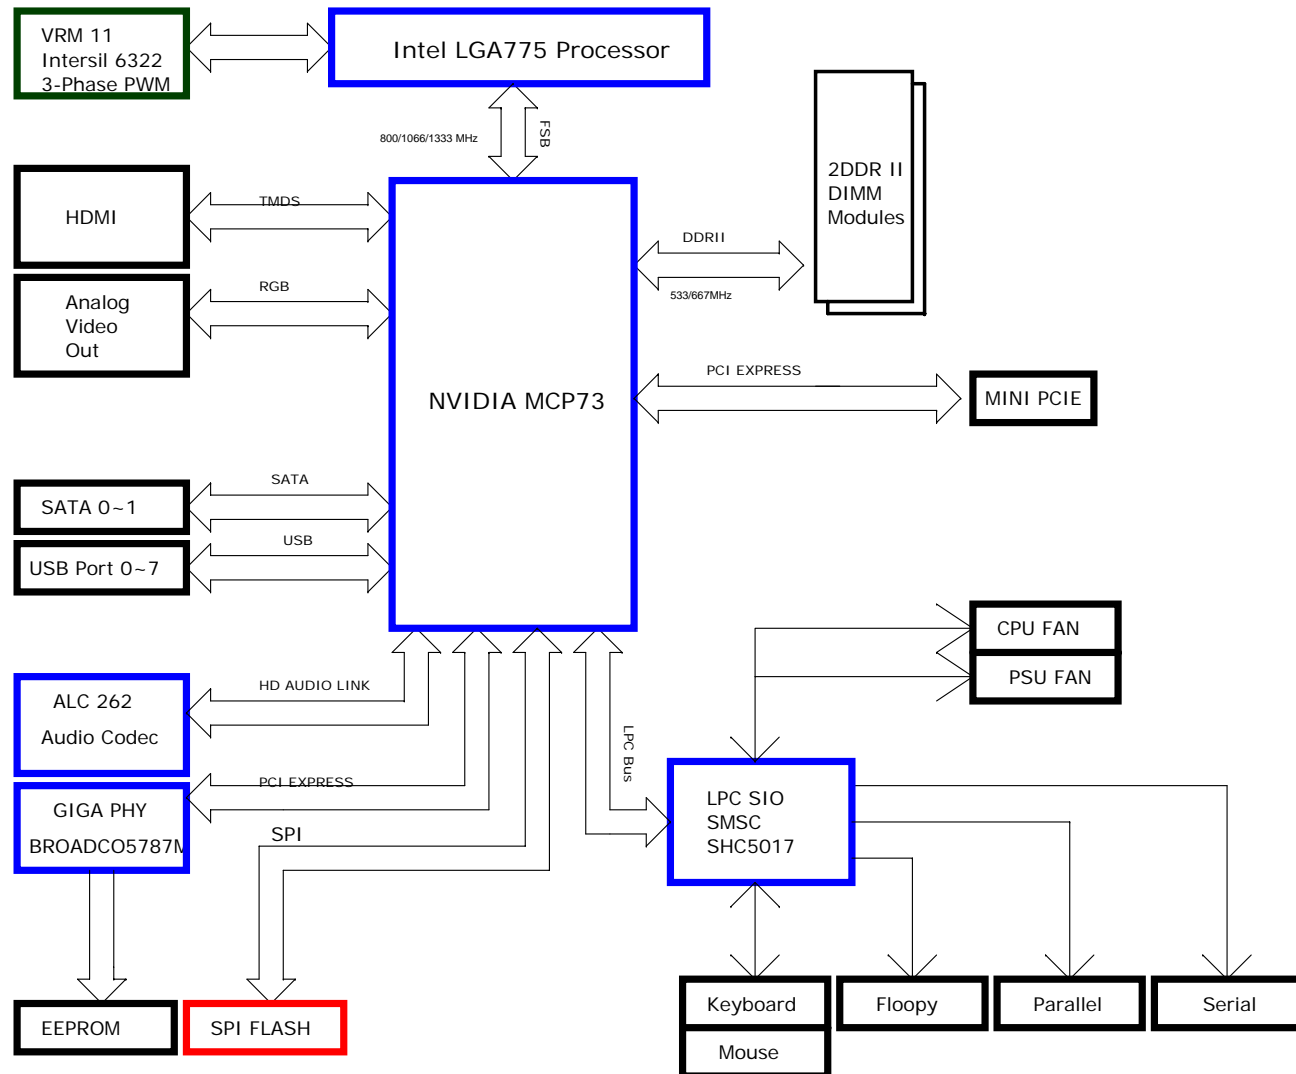 VRM 11
Intersil 6322
3-Phase PWM
Intel LGA775 Processor
800/1066/1333 MHz
FSB
2DDR II
DIMM
Modules
HDMI
TMDS
DDRII
533/667MHz
Analog
Video
Out
RGB
NVIDIA MCP73
PCI EXPRESS
MINI PCIE
SATA 0~1
SATA
USB Port 0~7
USB
CPU FAN
PSU FAN
ALC 262
Audio Codec
HD AUDIO LINK
LPC Bus
GIGA PHY
BROADCO5787M
PCI EXPRESS
SPI
LPC SIO
SMSC
SHC5017
EEPROM
SPI FLASH
Keyboard
Mouse
Floopy
Parallel
Serial